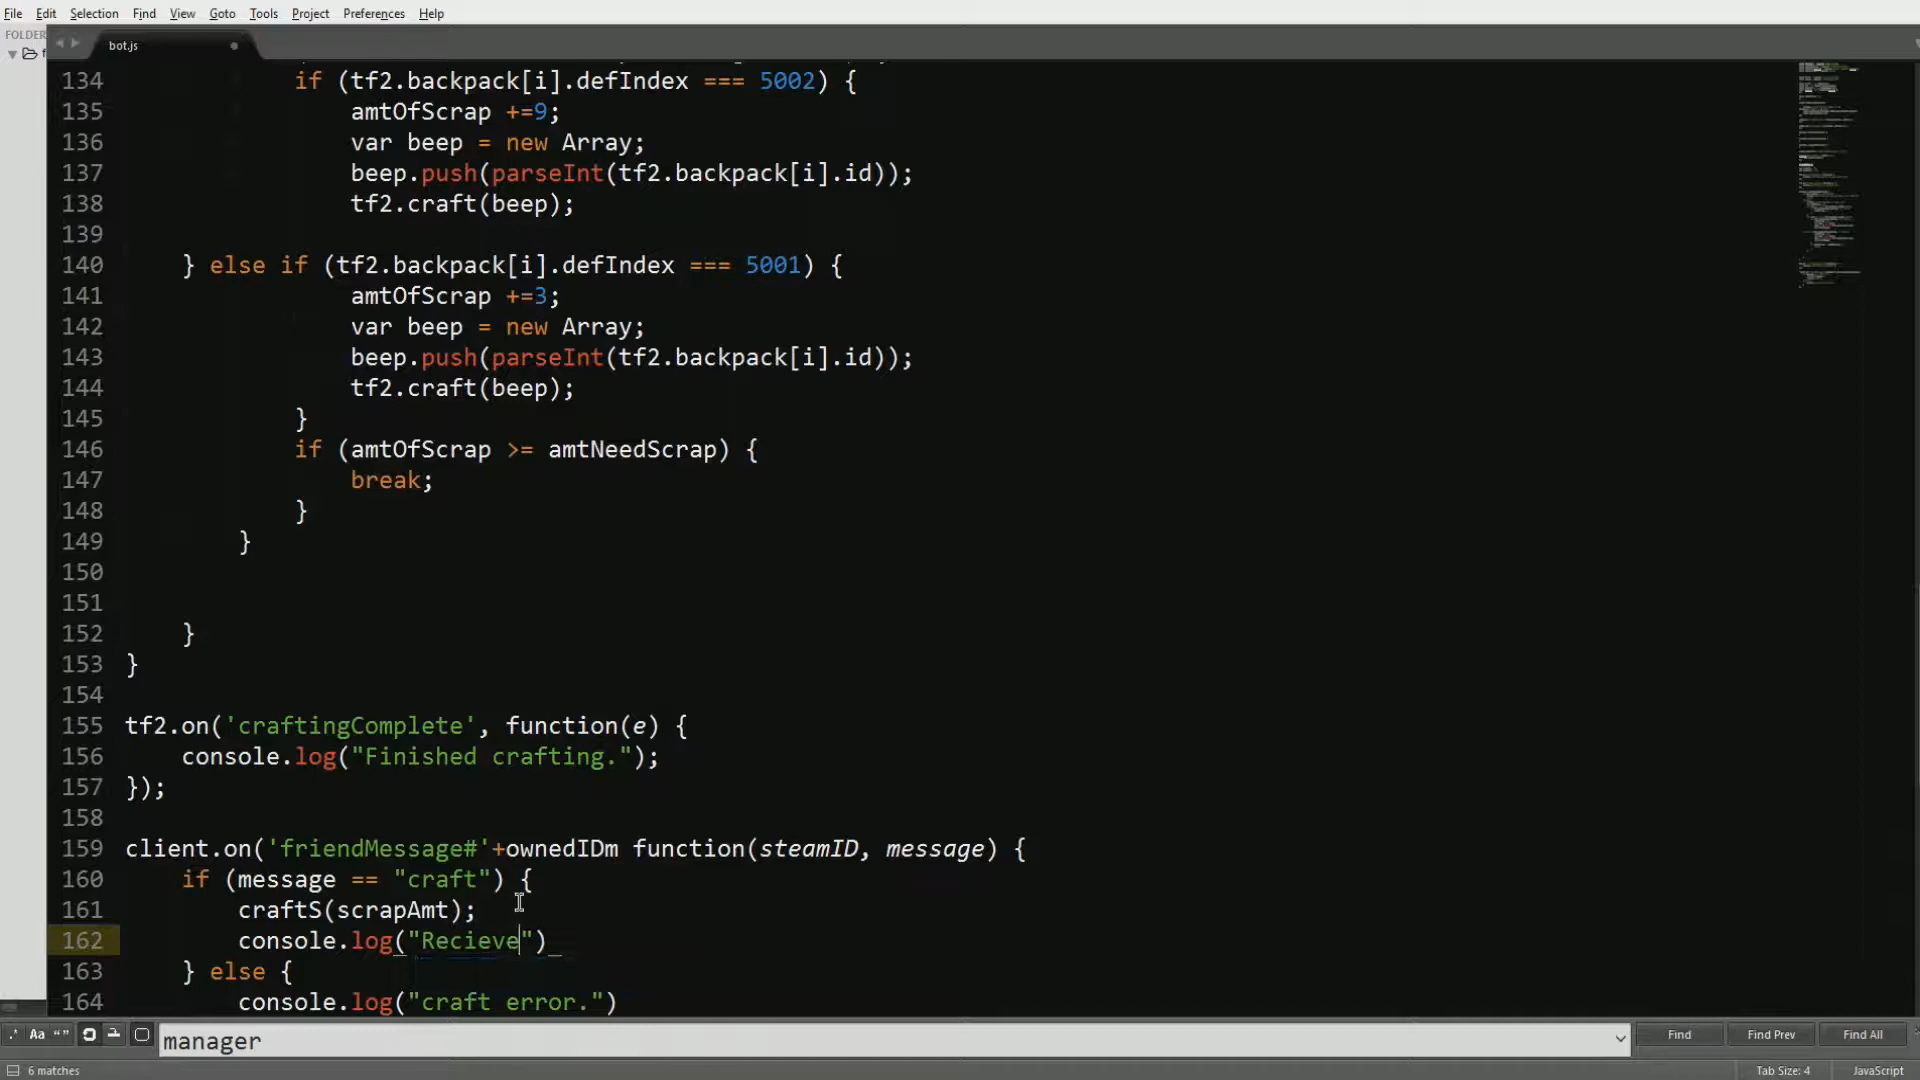 File Edit Selection Find View Goto Tools Project Preferences Help
FOLDER
bot.js
134 if (tf2.backpack[i].defIndex === 5002) {
135 amtOfScrap +=9;
136 var beep = new Array;
137 beep.push(parseInt(tf2.backpack[i].id));
138 tf2.craft(beep);
139
140 } else if (tf2.backpack[i].defIndex === 5001) {
141 amtOfScrap +=3;
142 var beep = new Array;
143 beep.push(parseInt(tf2.backpack[i].id));
144 tf2.craft(beep);
145 }
146 if (amtOfScrap >= amtNeedScrap) {
147 break;
148 }
149 }
150
151
152 }
153 }
154
155 tf2.on('craftingComplete', function(e) {
156 console.log("Finished crafting.");
157 });
158
159 client.on('friendMessage#'+ownedIDm function(steamID, message) {
160 if (message == "craft") {
161 craftS(scrapAmt);
162 console.log("Recieve")
163 } else {
164 console.log("craft error.")
.* Aa “” manager Find Find Prev Find All
6 matches Tab Size: 4 JavaScript